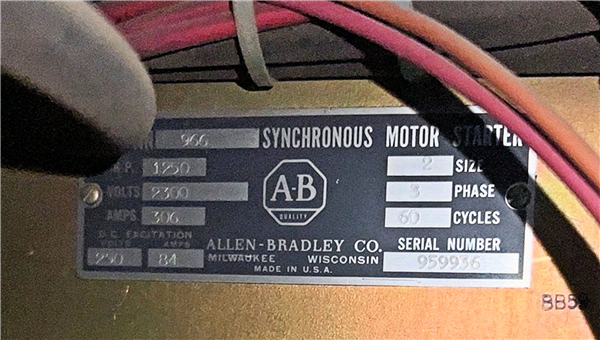 966 SYNCHRONOUS MOTOR STARTER
H.P. 1250 2 SIZE
VOLTS 2300 A-B 3 PHASE
QUALITY
AMPS. 306 60 CYCLES
D.C. EXCITATION
VOLTS AMPS
250 84 ALLEN-BRADLEY CO. SERIAL NUMBER
MILWAUKEE WISCONSIN 959936
MADE IN U.S.A.